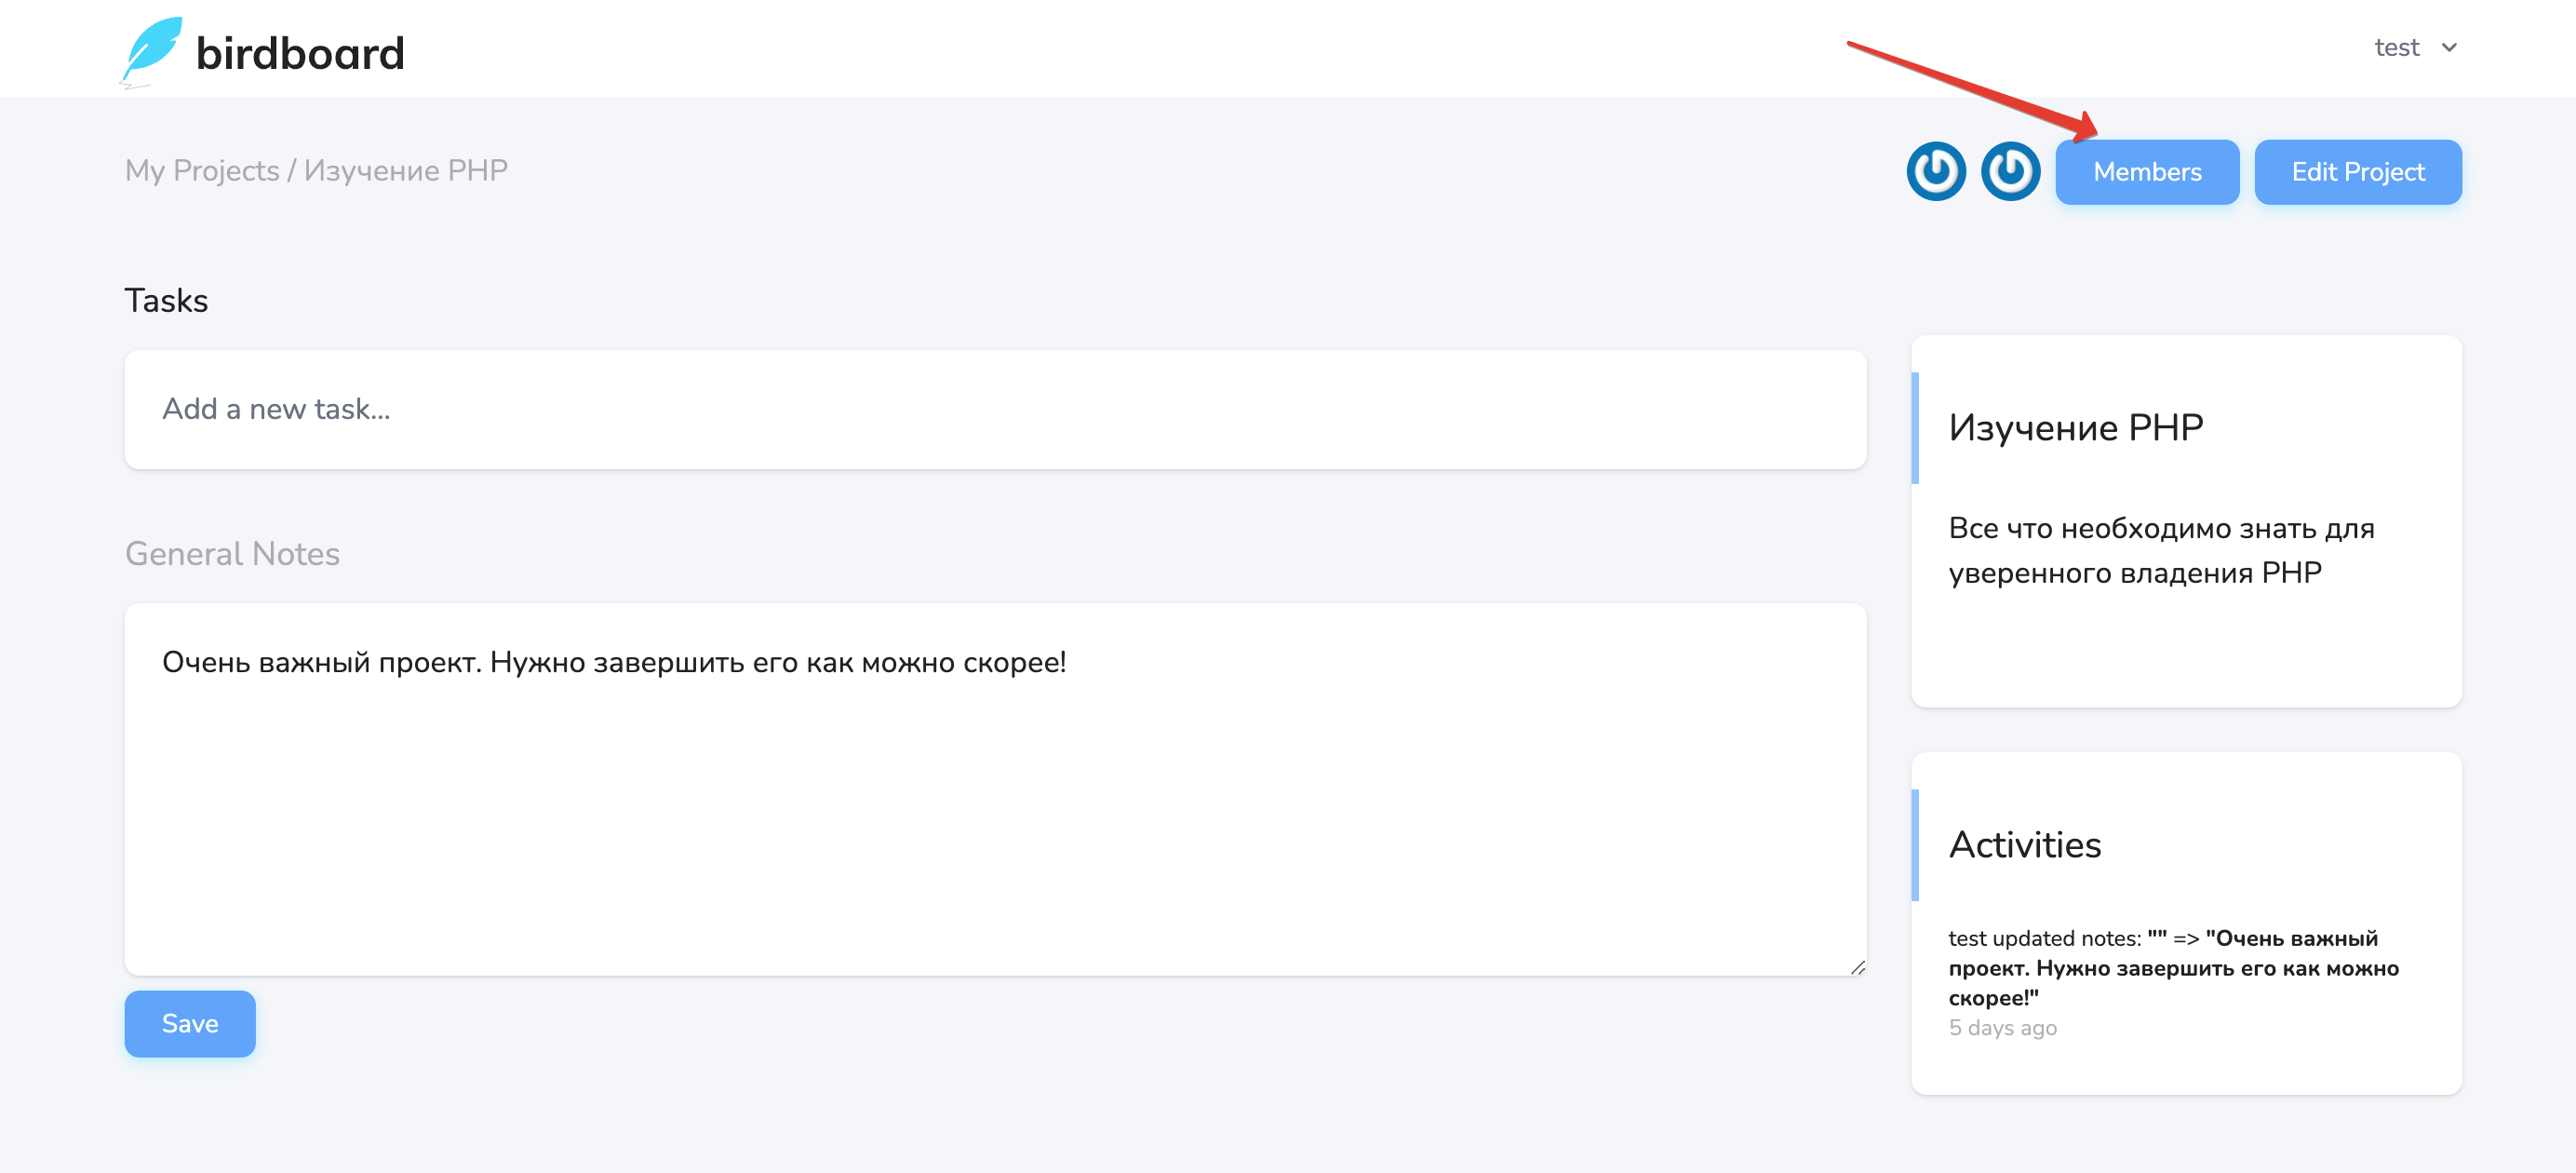 birdboard
test
My Projects / Изучение PHP
Members
Edit Project
Tasks
Add a new task...
General Notes
Очень важный проект. Нужно завершить его как можно скорее!
Save
Изучение PHP
Все что необходимо знать для
уверенного владения PHP
Activities
test updated notes: "" => "Очень важный
проект. Нужно завершить его как можно
скорее!"
5 days ago